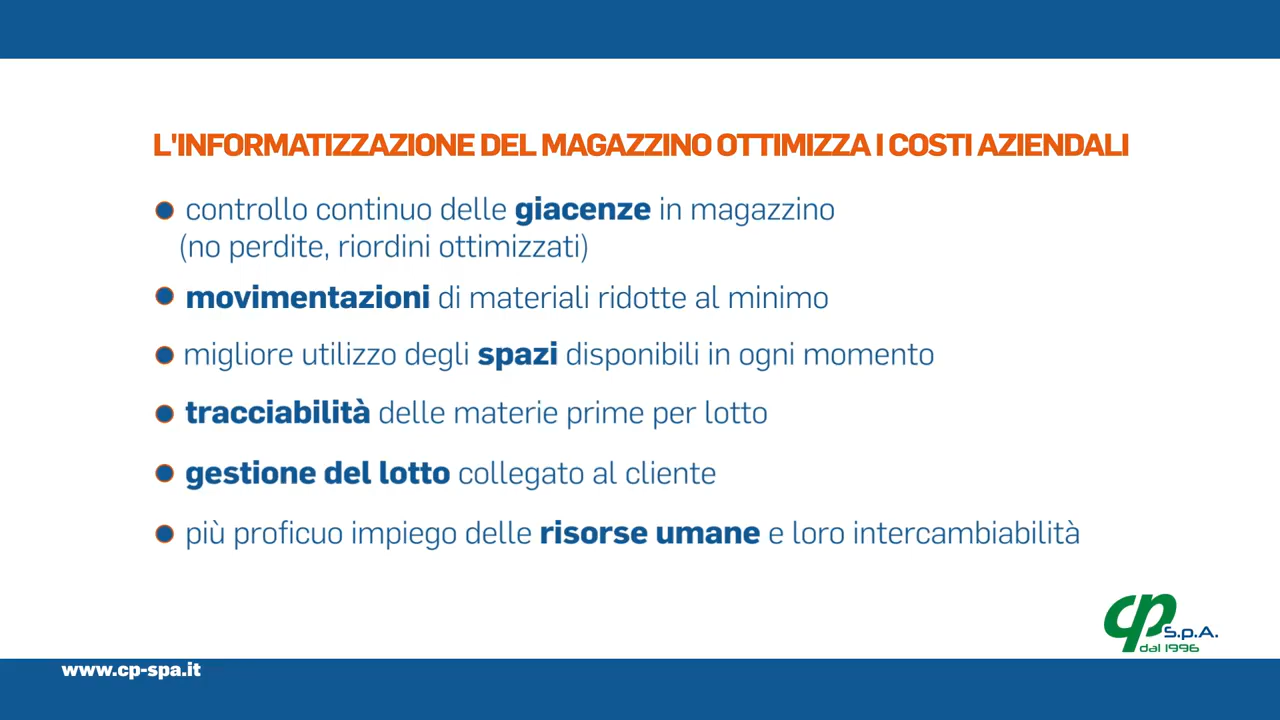 L'INFORMATIZZAZIONE DEL MAGAZZINO OTTIMIZZA I COSTI AZIENDALI
controllo continuo delle giacenze in magazzino
(no perdite, riordini ottimizzati)
movimentazioni di materiali ridotte al minimo
migliore utilizzo degli spazi disponibili in ogni momento
tracciabilità delle materie prime per lotto
gestione del lotto collegato al cliente
più proficuo impiego delle risorse umane e loro intercambiabilità
cp S.p.A.
dal 1996
www.cp-spa.it